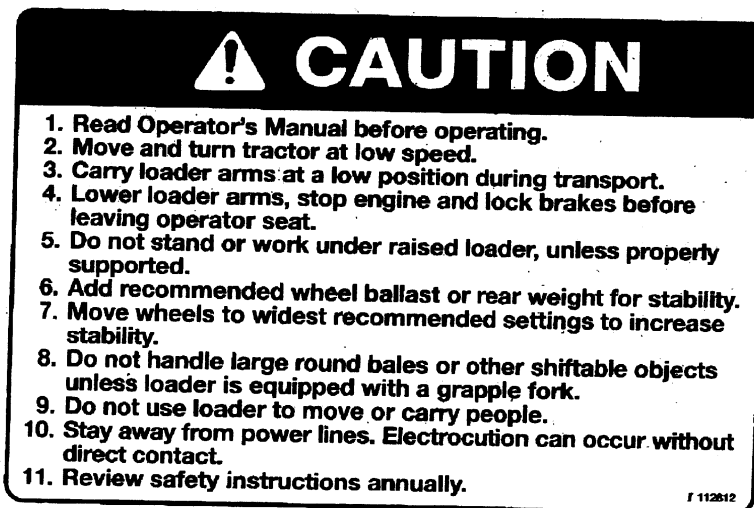 CAUTION
1. Read Operator's Manual before operating.
2. Move and turn tractor at low speed.
3. Carry loader arms at a low position during transport.
4. Lower loader arms, stop engine and lock brakes before
leaving operator seat.
5. Do not stand or work under raised loader, unless properly
supported.
6. Add recommended wheel ballast or rear weight for stability.
7. Move wheels to widest recommended settings to increase
stability.
8. Do not handle large round bales or other shiftable objects
unless loader is equipped with a grapple fork.
9. Do not use loader to move or carry people.
10. Stay away from power lines. Electrocution can occur without
direct contact.
11. Review safety instructions annually.
112812